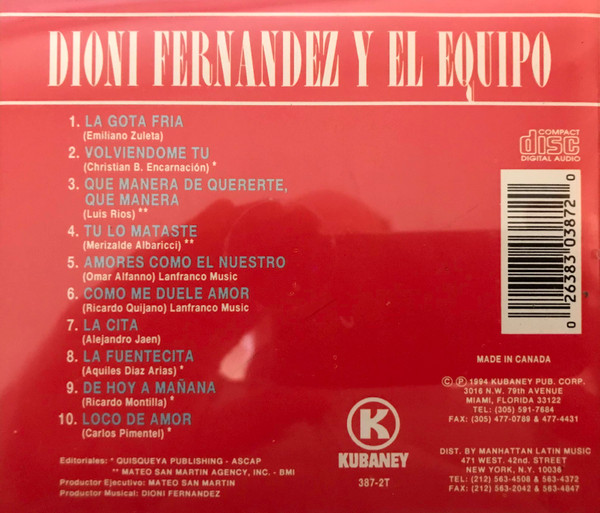 DIONI FERNANDEZ Y EL EQUIPO
1. LA GOTA FRIA
(Emiliano Zuleta)
2. VOLVIENDOME TU
(Christian B. Encarnación) *
3. QUE MANERA DE QUERERTE,
QUE MANERA
(Luis Rios) **
4. TU LO MATASTE
(Merizalde Albaricci) **
5. AMORES COMO EL NUESTRO
(Omar Alfanno) Lanfranco Music
6. COMO ME DUELE AMOR
(Ricardo Quijano) Lanfranco Music
7. LA CITA
(Alejandro Jaen)
8. LA FUENTECITA
(Aquiles Diaz Arias) *
9. DE HOY A MAÑANA
(Ricardo Montilla) *
10. LOCO DE AMOR
(Carlos Pimentel) *
Editoriales: * QUISQUEYA PUBLISHING - ASCAP
** MATEO SAN MARTIN AGENCY, INC. - BMI
Productor Ejecutivo: MATEO SAN MARTIN
Productor Musical: DIONI FERNANDEZ
K
KUBANEY
387-2T
COMPACT
disc
DIGITAL AUDIO
0 26383 03872 0
MADE IN CANADA
© ℗ 1994 KUBANEY PUB. CORP.
3016 N.W. 79th AVENUE
MIAMI, FLORIDA 33122
TEL: (305) 591-7684
FAX: (305) 477-0789 & 477-4431
DIST. BY MANHATTAN LATIN MUSIC
471 WEST. 42nd. STREET
NEW YORK, N.Y. 10036
TEL: (212) 563-4508 & 563-4372
FAX: (212) 563-2042 & 563-4847